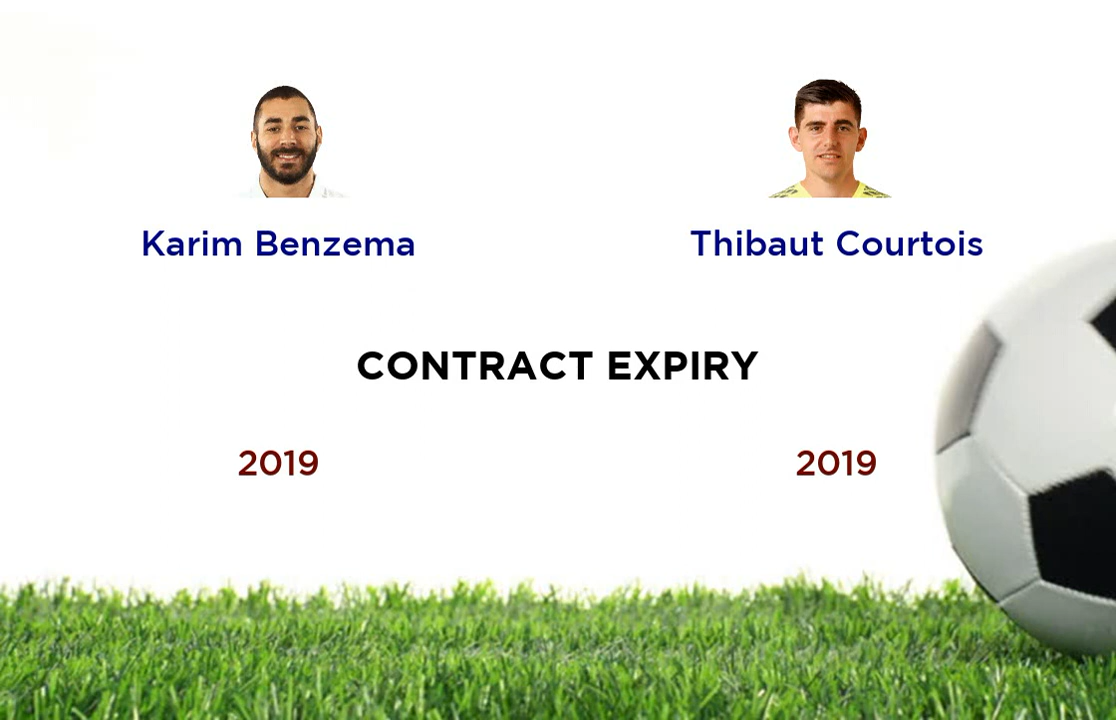 Karim Benzema
Thibaut Courtois
CONTRACT EXPIRY
2019
2019